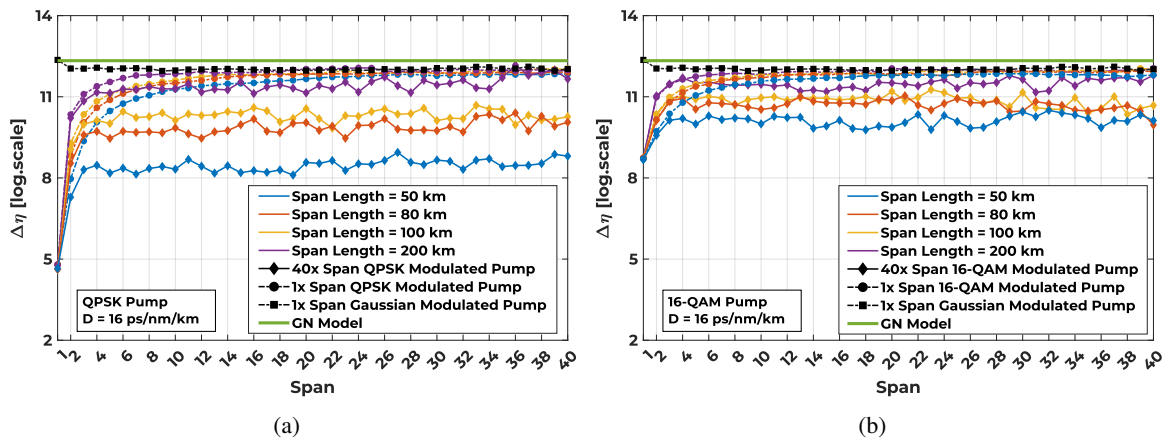 14
11
8
5
2
Δη [log.scale]
Span Length = 50 km
Span Length = 80 km
Span Length = 100 km
Span Length = 200 km
40x Span QPSK Modulated Pump
1x Span QPSK Modulated Pump
1x Span Gaussian Modulated Pump
GN Model
QPSK Pump
D = 16 ps/nm/km
1 2 4 6 8 10 12 14 16 18 20 22 24 26 28 30 32 34 36 38 40
Span
(a)
14
11
8
5
2
Δη [log.scale]
Span Length = 50 km
Span Length = 80 km
Span Length = 100 km
Span Length = 200 km
40x Span 16-QAM Modulated Pump
1x Span 16-QAM Modulated Pump
1x Span Gaussian Modulated Pump
GN Model
16-QAM Pump
D = 16 ps/nm/km
1 2 4 6 8 10 12 14 16 18 20 22 24 26 28 30 32 34 36 38 40
Span
(b)